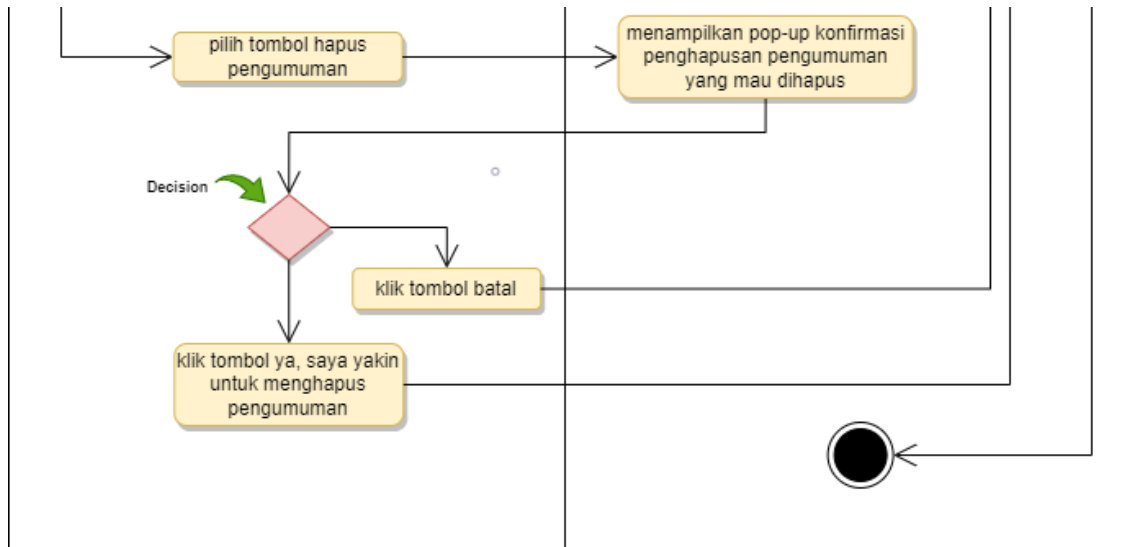 pilih tombol hapus
pengumuman
menampilkan pop-up konfirmasi
penghapusan pengumuman
yang mau dihapus
Decision
klik tombol batal
klik tombol ya, saya yakin
untuk menghapus
pengumuman